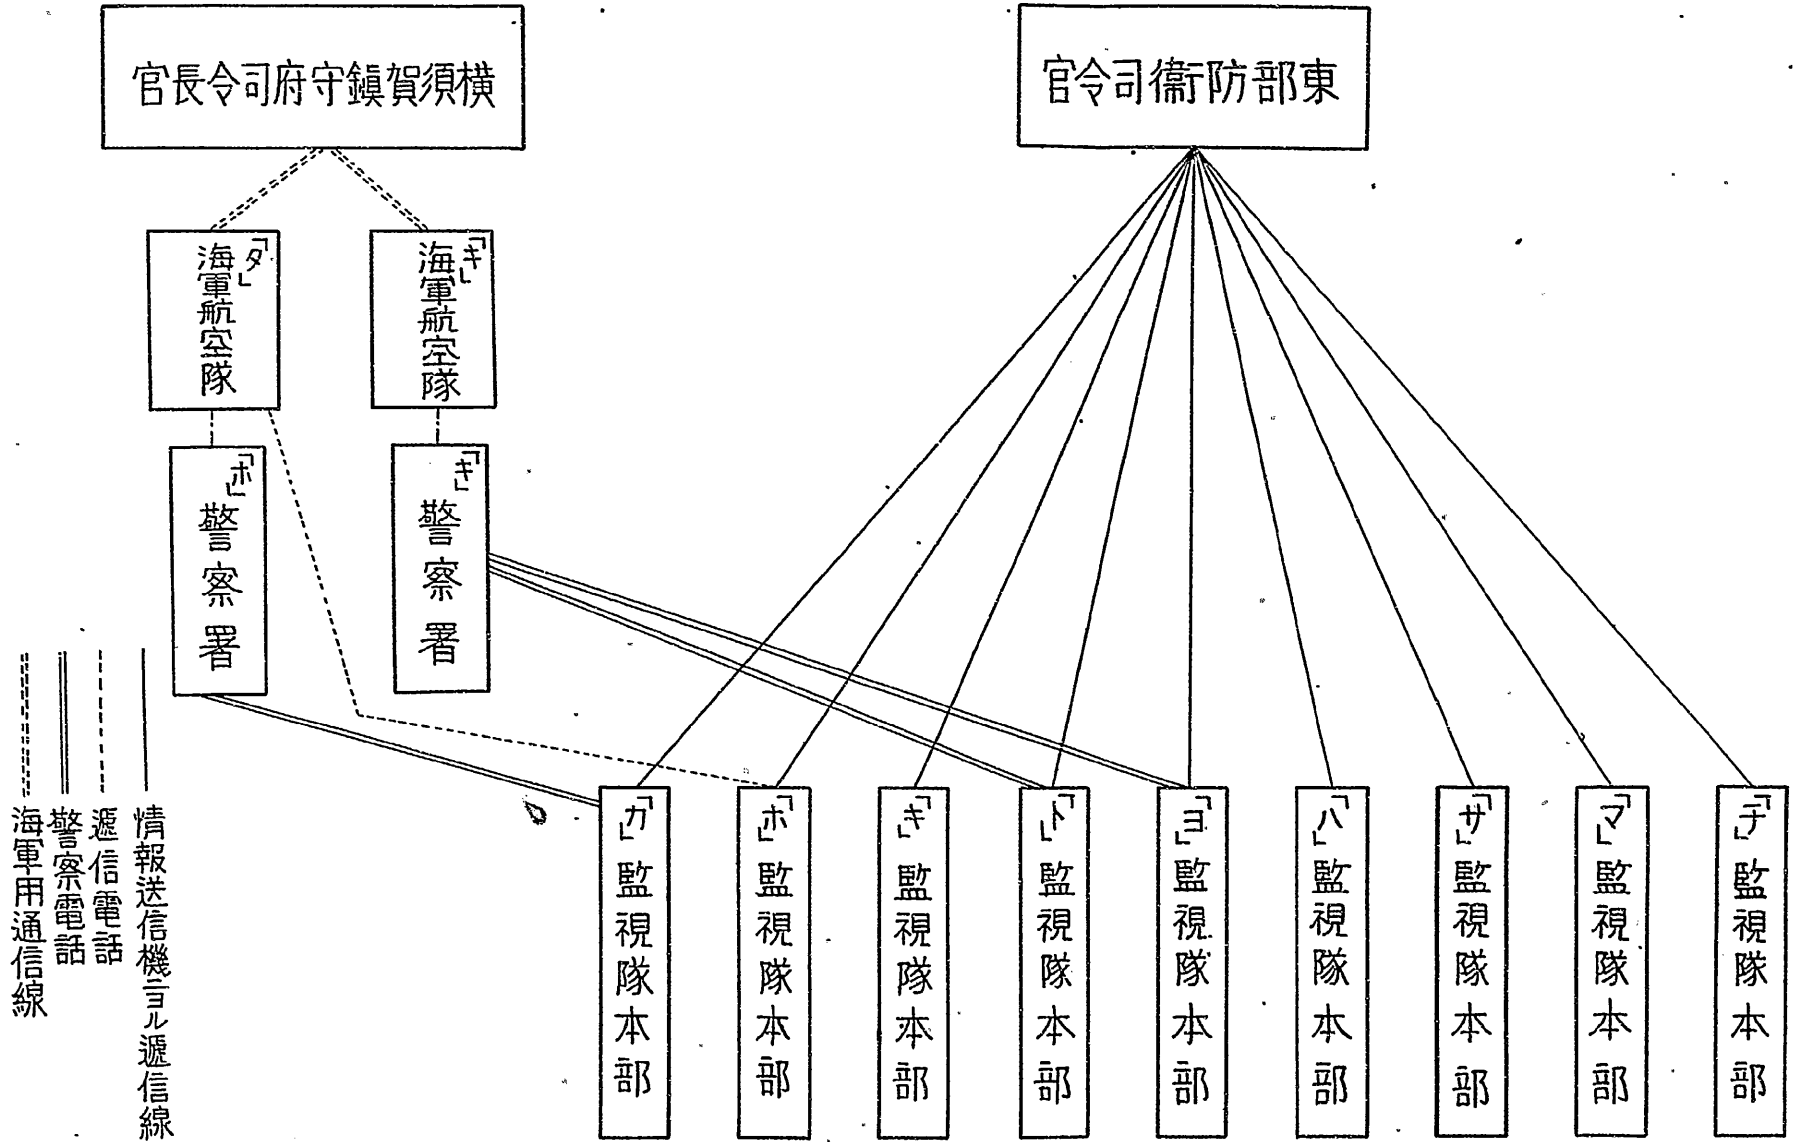 東部防衞司令官
横須賀鎭守府司令長官
「キ」海軍航空隊
「タ」海軍航空隊
「キ」警察署
「ホ」警察署
「チ」監視隊本部
「マ」監視隊本部
「サ」監視隊本部
「ハ」監視隊本部
「ヨ」監視隊本部
「ト」監視隊本部
「キ」監視隊本部
「ホ」監視隊本部
「カ」監視隊本部
情報送信機ニヨル遞信線
遞信電話
警察電話
海軍用通信線